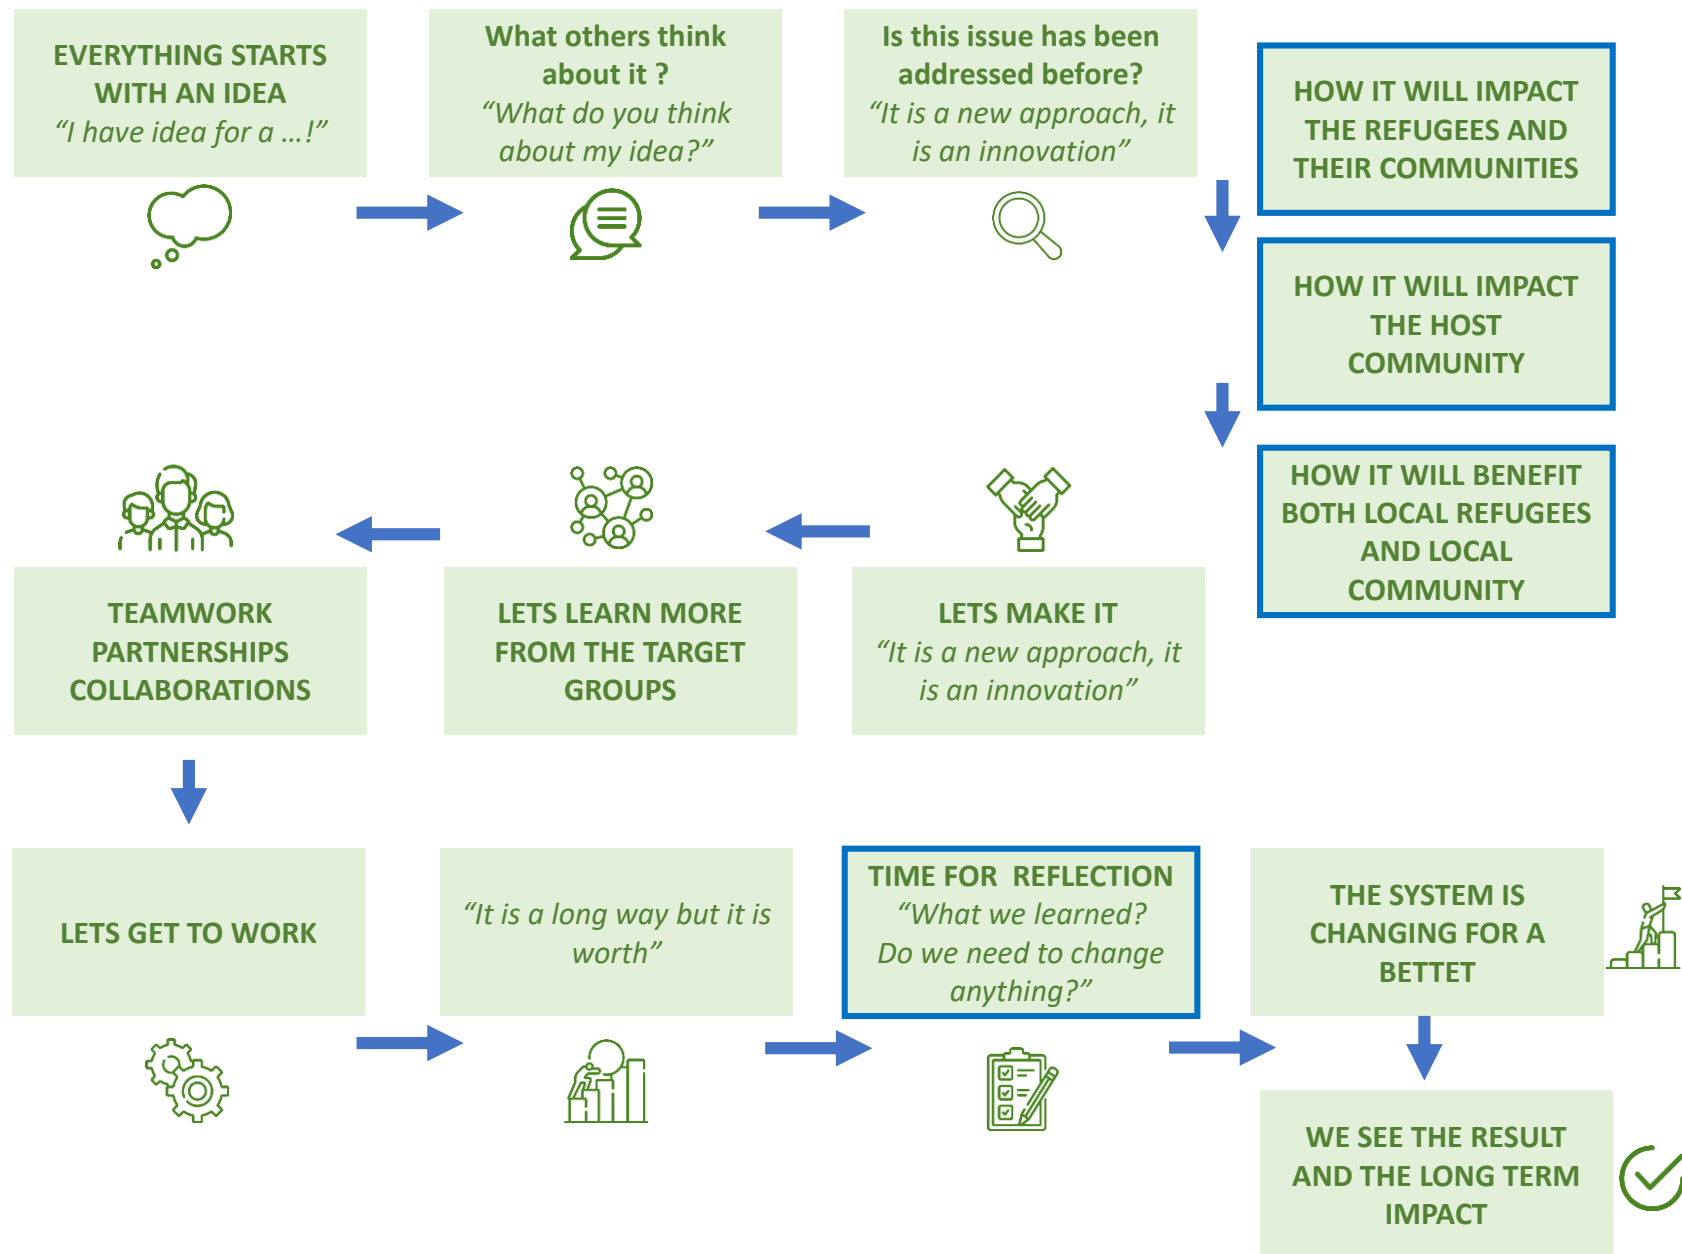 EVERYTHING STARTS
WITH AN IDEA
“I have idea for a ...!”
What others think
about it ?
“What do you think
about my idea?”
Is this issue has been
addressed before?
“It is a new approach, it
is an innovation”
HOW IT WILL IMPACT
THE REFUGEES AND
THEIR COMMUNITIES
HOW IT WILL IMPACT
THE HOST
COMMUNITY
HOW IT WILL BENEFIT
BOTH LOCAL REFUGEES
AND LOCAL
COMMUNITY
LETS MAKE IT
“It is a new approach, it
is an innovation”
LETS LEARN MORE
FROM THE TARGET
GROUPS
TEAMWORK
PARTNERSHIPS
COLLABORATIONS
LETS GET TO WORK
“It is a long way but it is
worth”
TIME FOR  REFLECTION
“What we learned?
Do we need to change
anything?”
THE SYSTEM IS
CHANGING FOR A
BETTET
WE SEE THE RESULT
AND THE LONG TERM
IMPACT